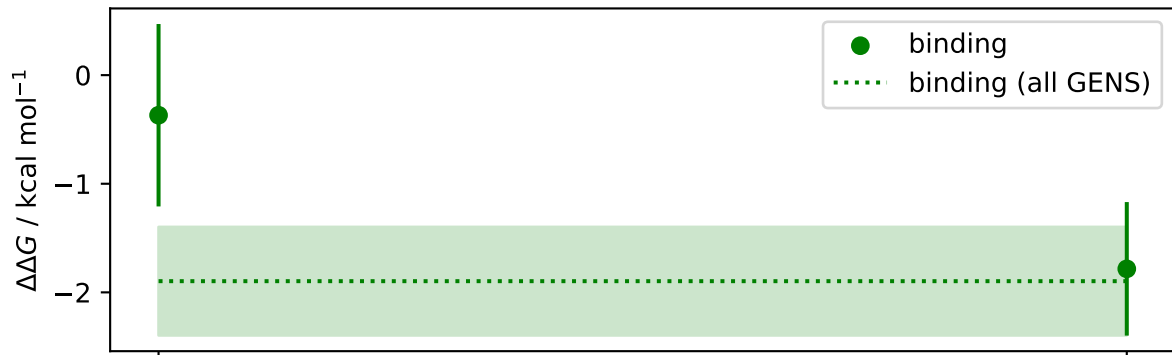 ΔΔG / kcal mol⁻¹
0
−1
−2
binding
binding (all GENS)